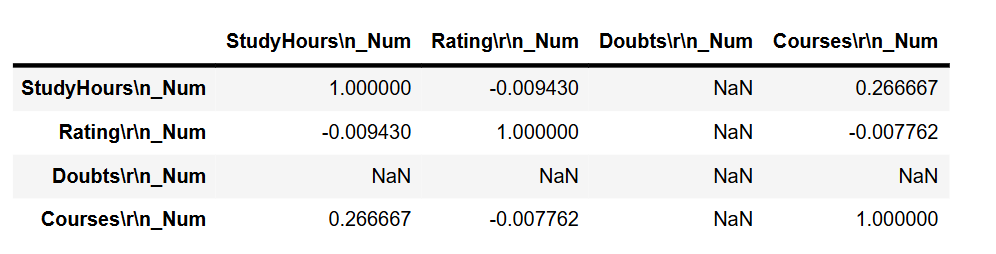 StudyHours\n_Num Rating\r\n_Num Doubts\r\n_Num Courses\r\n_Num
StudyHours\n_Num 1.000000 -0.009430 NaN 0.266667
Rating\r\n_Num -0.009430 1.000000 NaN -0.007762
Doubts\r\n_Num NaN NaN NaN NaN
Courses\r\n_Num 0.266667 -0.007762 NaN 1.000000